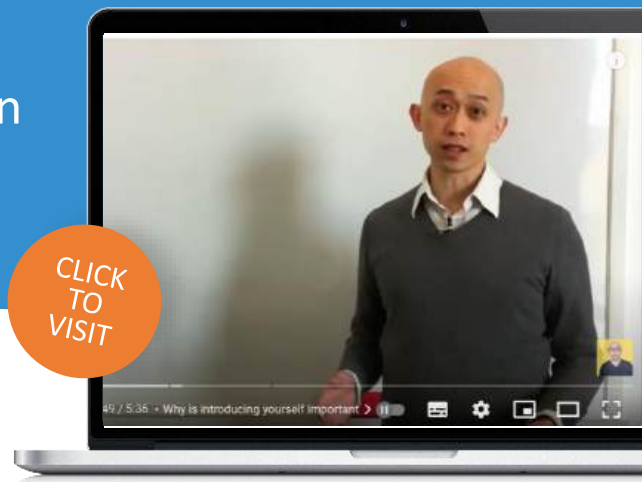 n
CLICK
TO
VISIT
49 / 5:36 • Why is introducing yourself important >